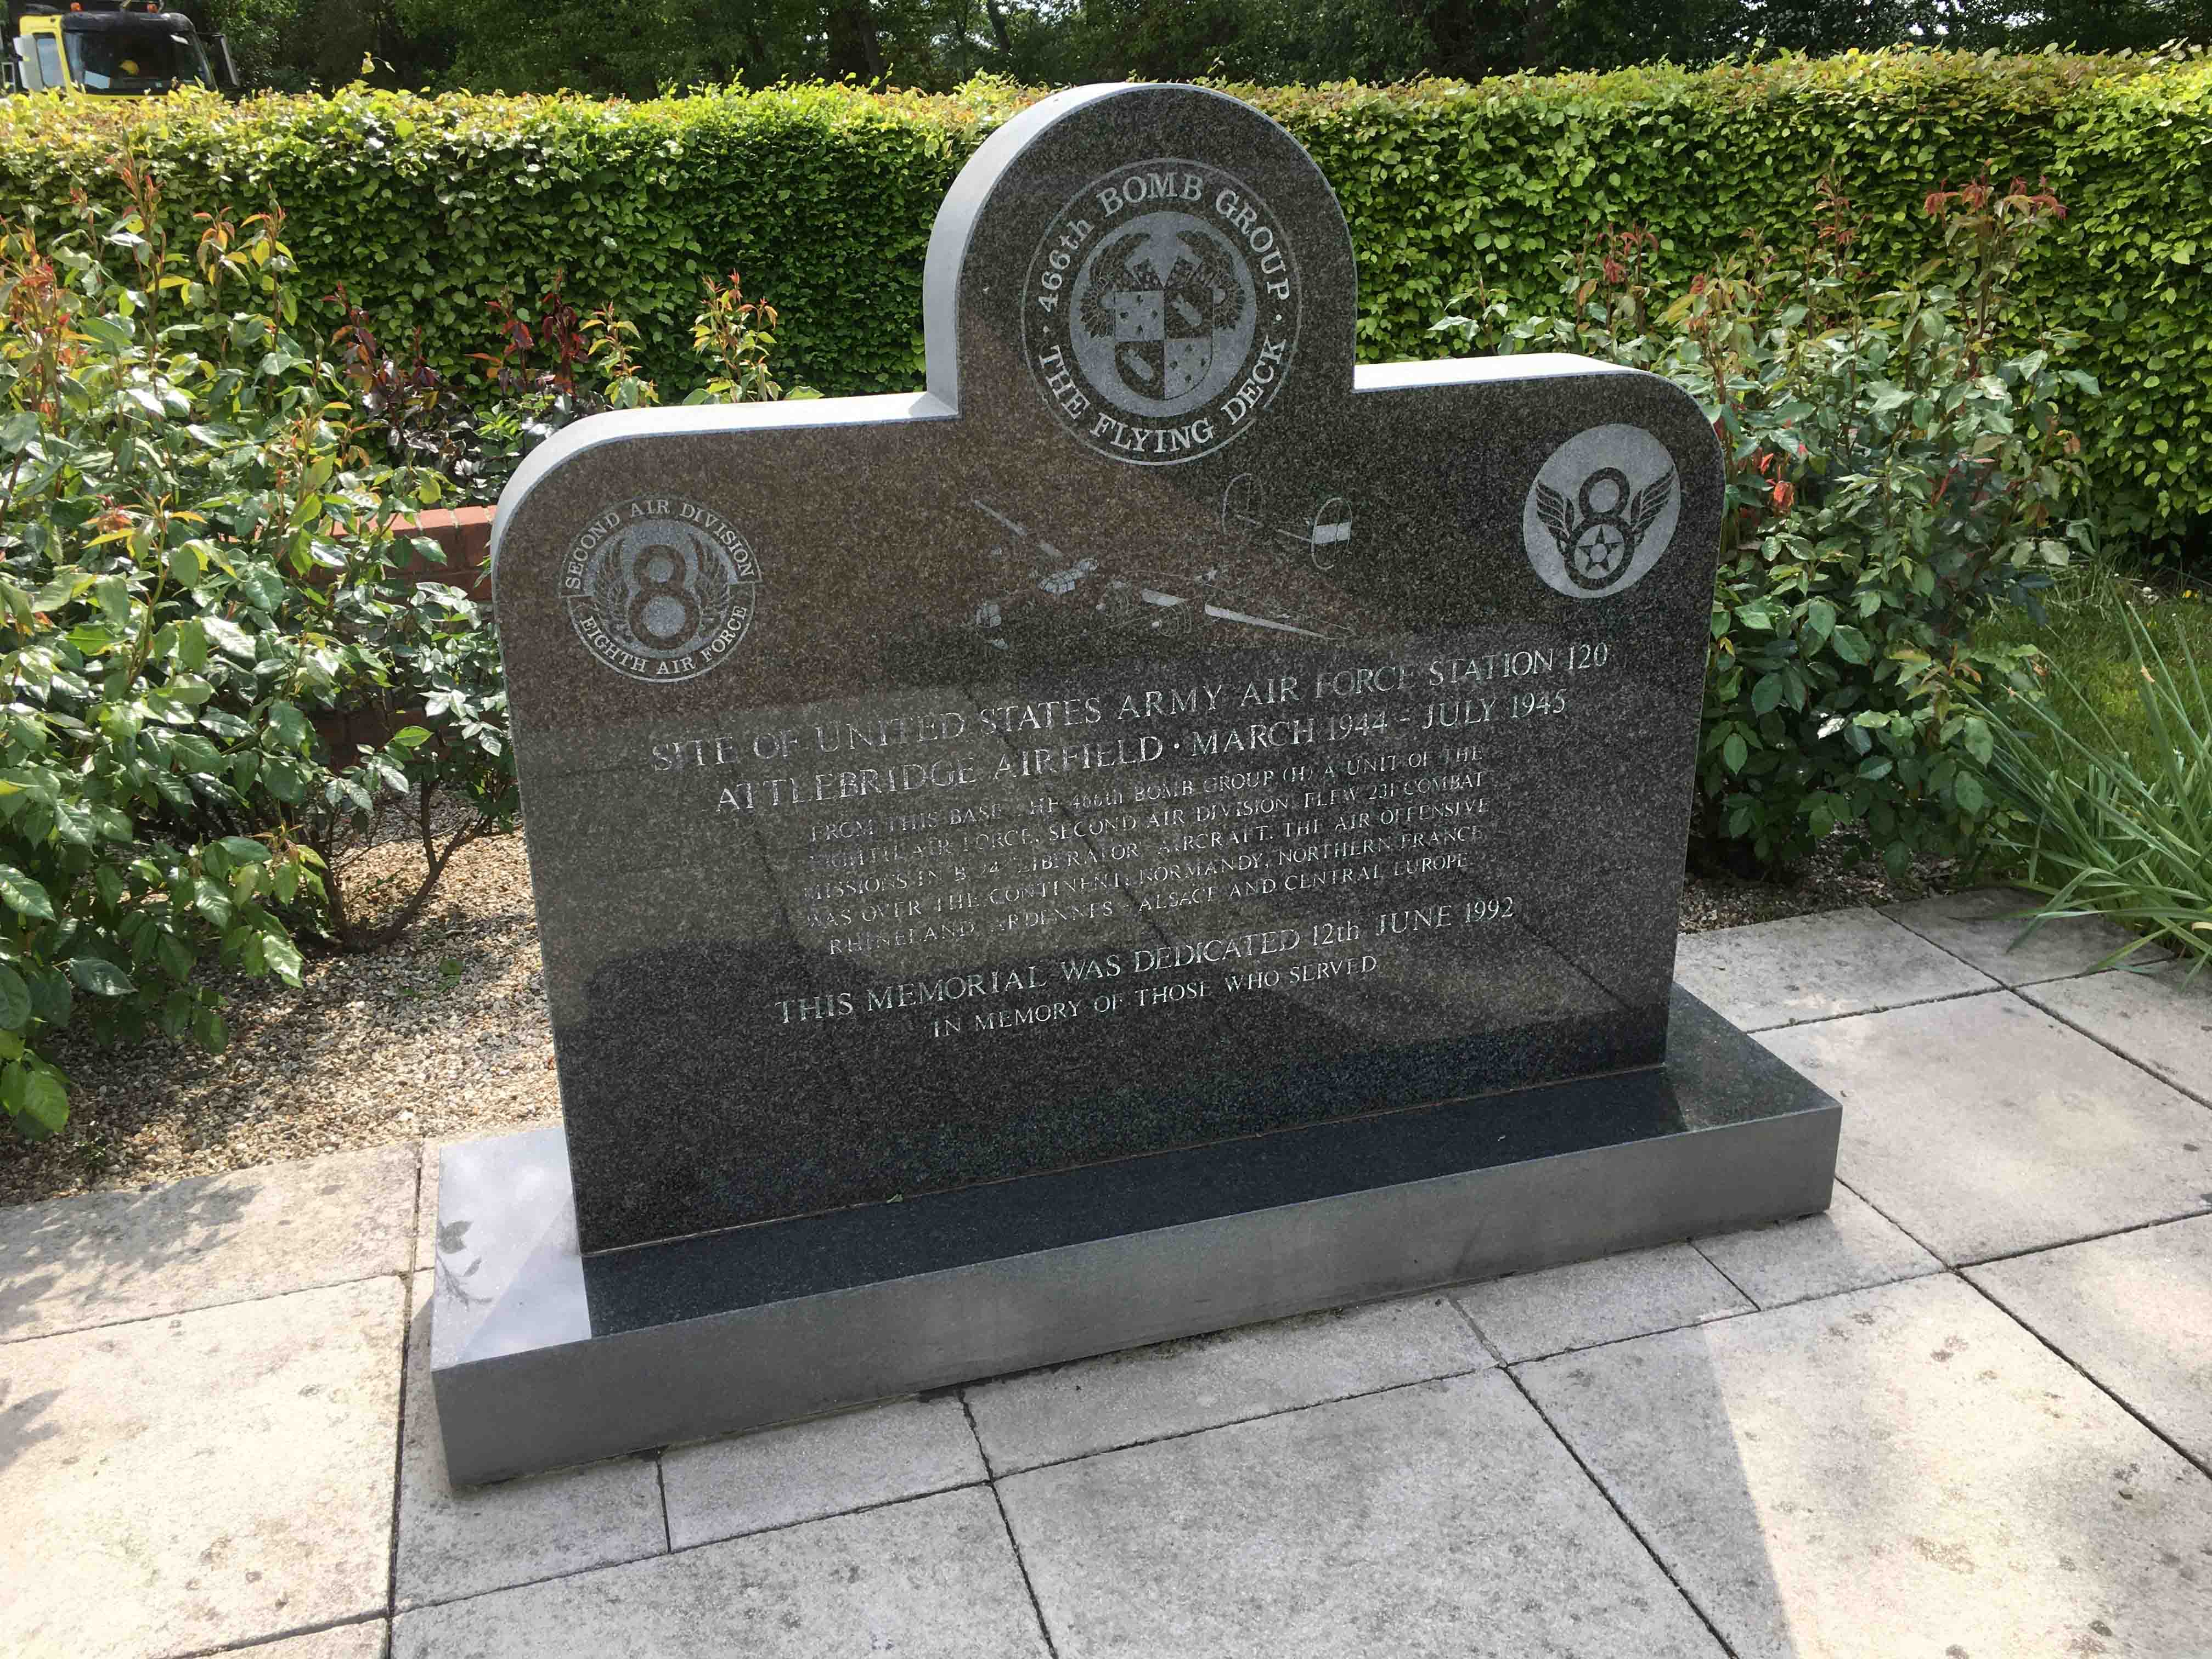 · 466th BOMB GROUP ·
THE FLYING DECK
SECOND AIR DIVISION
EIGHTH AIR FORCE
SITE OF UNITED STATES ARMY AIR FORCE STATION 120
ATTLEBRIDGE AIRFIELD · MARCH 1944 - JULY 1945
FROM THIS BASE THE 466th BOMB GROUP (H) A UNIT OF THE
EIGHTH AIR FORCE, SECOND AIR DIVISION, FLEW 231 COMBAT
MISSIONS IN B-24 "LIBERATOR" AIRCRAFT. THE AIR OFFENSIVE
WAS OVER THE CONTINENT, NORMANDY, NORTHERN FRANCE
RHINELAND, ARDENNES - ALSACE AND CENTRAL EUROPE
THIS MEMORIAL WAS DEDICATED 12th JUNE 1992
IN MEMORY OF THOSE WHO SERVED